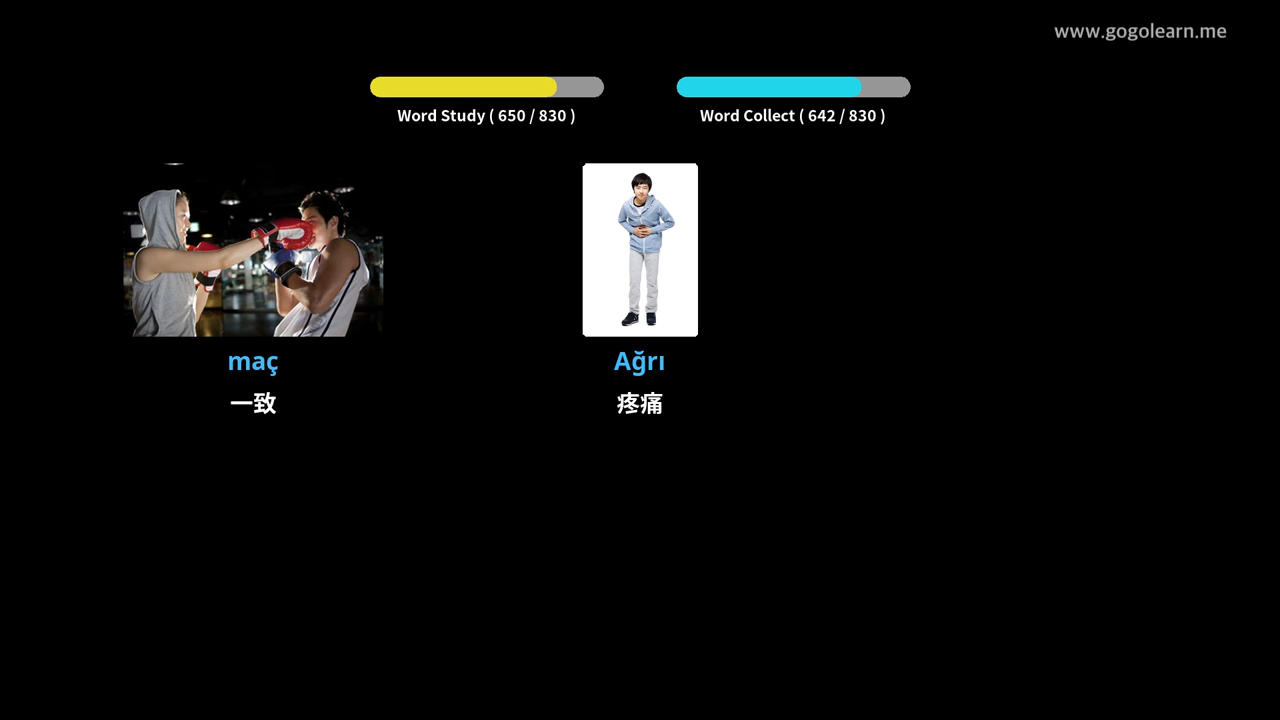 www.gogolearn.me
Word Study ( 650 / 830 )
Word Collect ( 642 / 830 )
maç
Ağrı
一致
疼痛